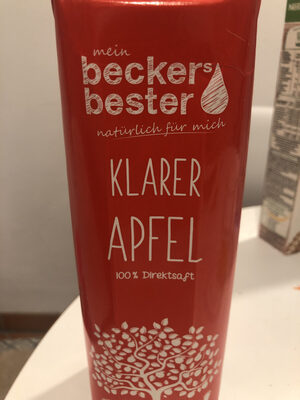 mein
beckers
bester
natürlich für mich
KLARER
APFEL
100% Direktsaft